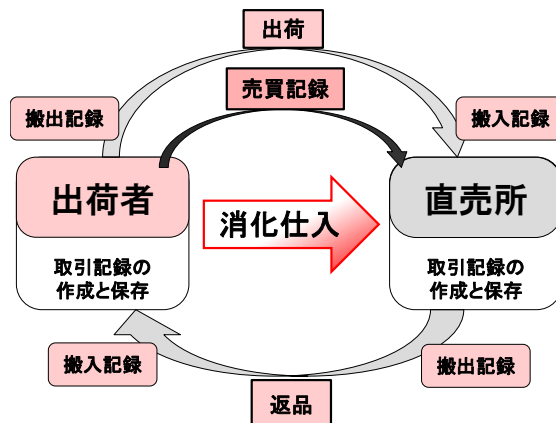 出荷
売買記録
搬出記録
搬入記録
出荷者
消化仕入
直売所
取引記録の
作成と保存
取引記録の
作成と保存
搬入記録
搬出記録
返品